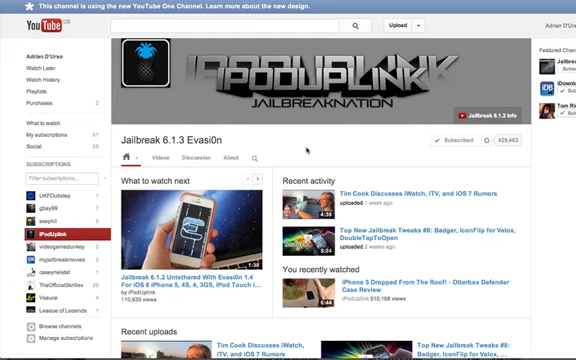 This channel is using the new YouTube One Channel. Learn more about the new design.
YouTube GB
Upload
Adrian D'Urso
Adrian D'Urso
Watch Later
Watch History
Playlists
Purchases 2
What to watch
My subscriptions 61
Social 28
SUBSCRIPTIONS
Filter subscriptions...
UKFDubstep 1
gbay99
sxephil
iPodUplink
videogamedunkey 2
myjailbreakmovies 3
caseyneistat 1
TheOfficialSkrillex
Vsauce 2
League of Legends
Browse channels
Manage subscriptions
IPODUPLINK
JAILBREAKNATION
Jailbreak 6.1.3 Info
Jailbreak 6.1.3 Evasi0n
Subscribed
429,463
Videos
Discussion
About
What to watch next
1:38
Jailbreak 6.1.2 Untethered With Evasi0n 1.4
For iOS 6 iPhone 5, 4S, 4, 3GS, iPod Touch i...
by iPodUplink
110,935 views
Recent activity
4:39
Tim Cook Discusses iWatch, iTV, and iOS 7 Rumors
uploaded 1 week ago
5:24
Top New Jailbreak Tweaks #8: Badger, IconFlip for Velox,
DoubleTapToOpen
uploaded 2 weeks ago
You recently watched
6:44
iPhone 5 Dropped From The Roof! - Otterbox Defender
Case Review
iPodUplink 510,168 views
Recent uploads
Tim Cook Discusses iWatch,
iTV, and iOS 7 Rumors
Top New Jailbreak Tweaks
#8: Badger, IconFlip for
Featured Channels
Jailbreak
iDownload
Tom Ric